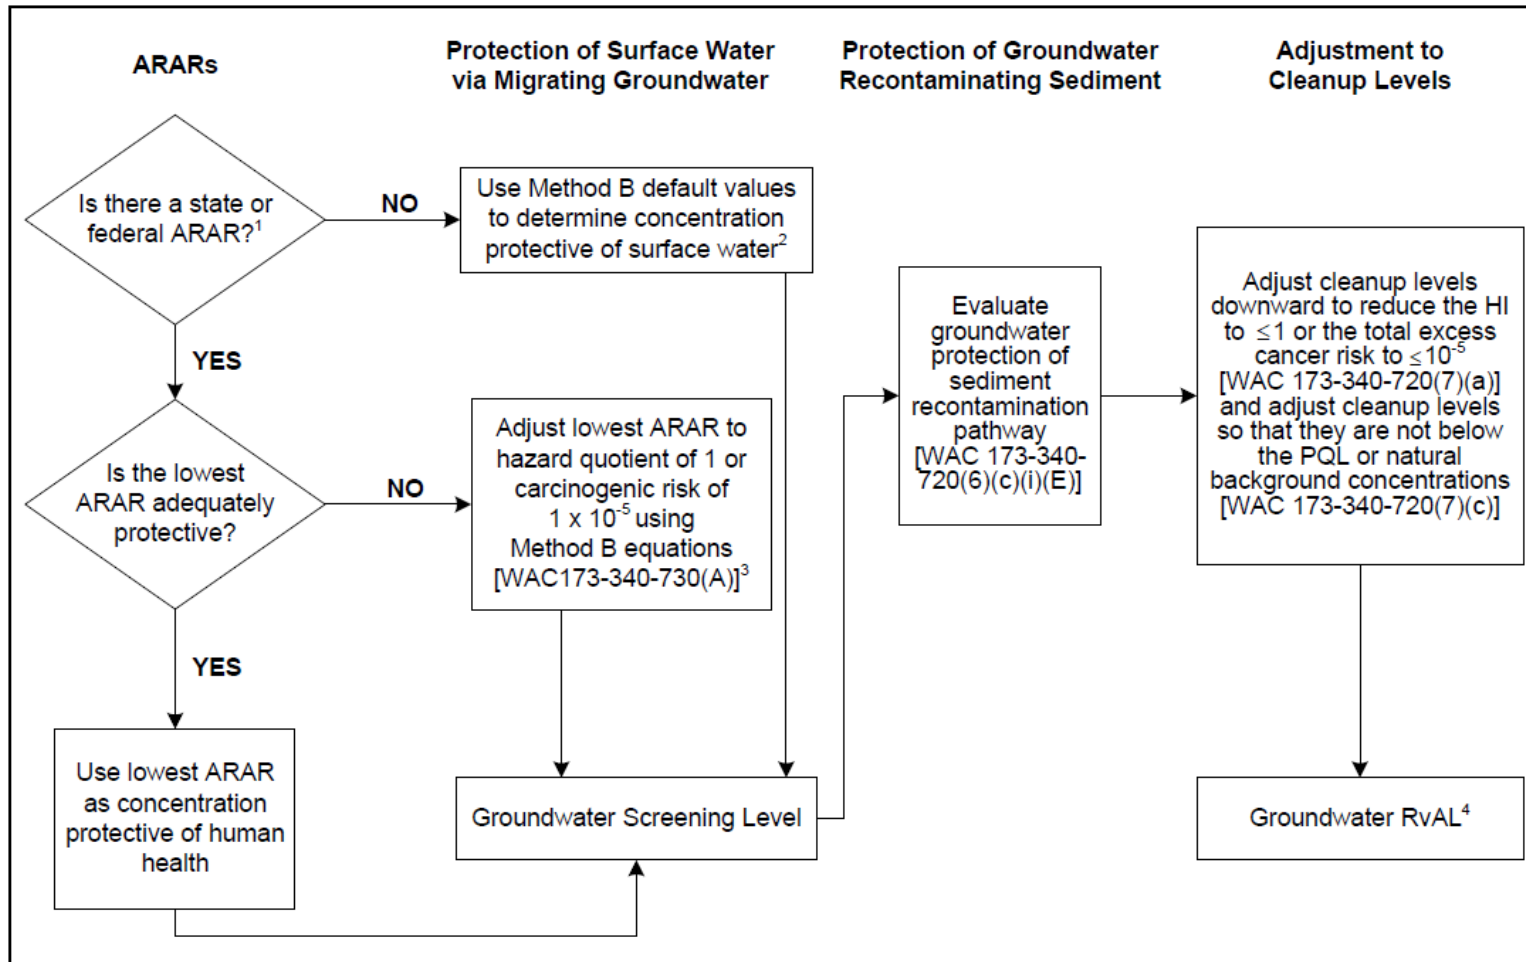 ARARs
Protection of Surface Water
via Migrating Groundwater
Protection of Groundwater
Recontaminating Sediment
Adjustment to
Cleanup Levels
Is there a state or
federal ARAR?¹
NO
Use Method B default values
to determine concentration
protective of surface water²
YES
Is the lowest
ARAR adequately
protective?
NO
Adjust lowest ARAR to
hazard quotient of 1 or
carcinogenic risk of
1 x 10⁻⁵ using
Method B equations
[WAC173-340-730(A)]³
YES
Use lowest ARAR
as concentration
protective of human
health
Groundwater Screening Level
Evaluate
groundwater
protection of
sediment
recontamination
pathway
[WAC 173-340-
720(6)(c)(i)(E)]
Adjust cleanup levels
downward to reduce the HI
to ≤1 or the total excess
cancer risk to ≤10⁻⁵
[WAC 173-340-720(7)(a)]
and adjust cleanup levels
so that they are not below
the PQL or natural
background concentrations
[WAC 173-340-720(7)(c)]
Groundwater RvAL⁴